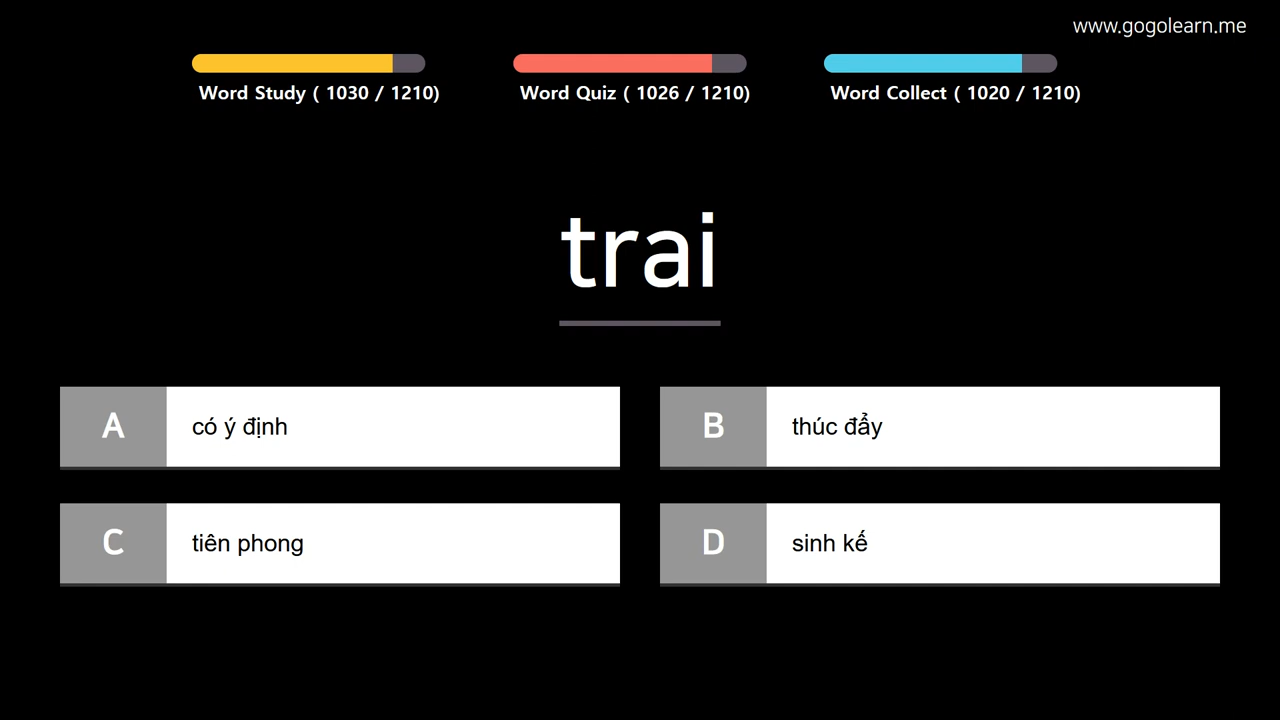 www.gogolearn.me
Word Study ( 1030 / 1210)
Word Quiz ( 1026 / 1210)
Word Collect ( 1020 / 1210)
trai
A có ý định
B thúc đẩy
C tiên phong
D sinh kế